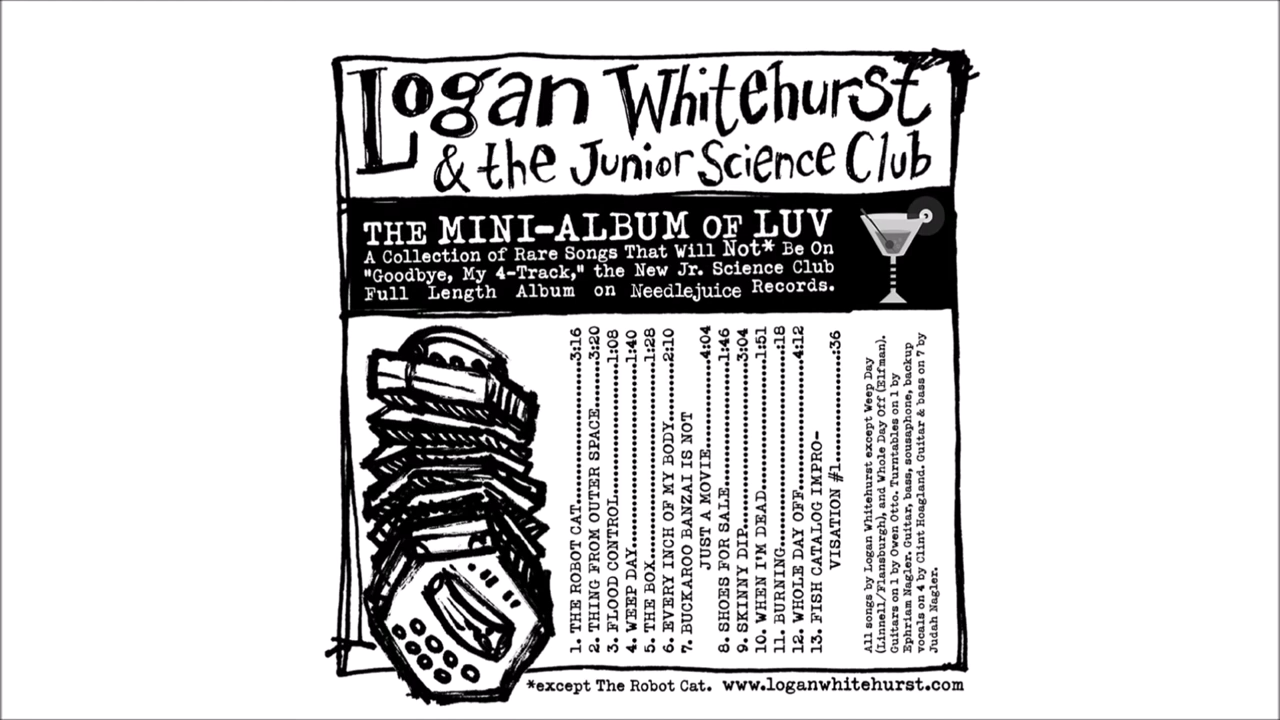 Logan Whitehurst
& the Junior Science Club
THE MINI-ALBUM OF LUV
A Collection of Rare Songs That Will Not* Be On
"Goodbye, My 4-Track," the New Jr. Science Club
Full Length Album on Needlejuice Records.
1. THE ROBOT CAT..............................3:16
2. THING FROM OUTER SPACE.........3:20
3. FLOOD CONTROL........................1:08
4. WEEP DAY....................................1:40
5. THE BOX......................................1:28
6. EVERY INCH OF MY BODY..........2:10
7. BUCKAROO BANZAI IS NOT
JUST A MOVIE................4:04
8. SHOES FOR SALE.........................1:46
9. SKINNY DIP..................................3:04
10. WHEN I'M DEAD.........................1:51
11. BURNING......................................:18
12. WHOLE DAY OFF.........................4:12
13. FISH CATALOG IMPRO-
VISATION #1....................:36
All songs by Logan Whitehurst except Weep Day
(Linnell/Flansburgh), and Whole Day Off (Elfman).
Guitars on 1 by Owen Otto. Turntables on 1 by
Ephriam Nagler. Guitar, bass, sousaphone, backup
vocals on 4 by Clint Hoagland. Guitar & bass on 7 by
Judah Nagler.
*except The Robot Cat. www.loganwhitehurst.com